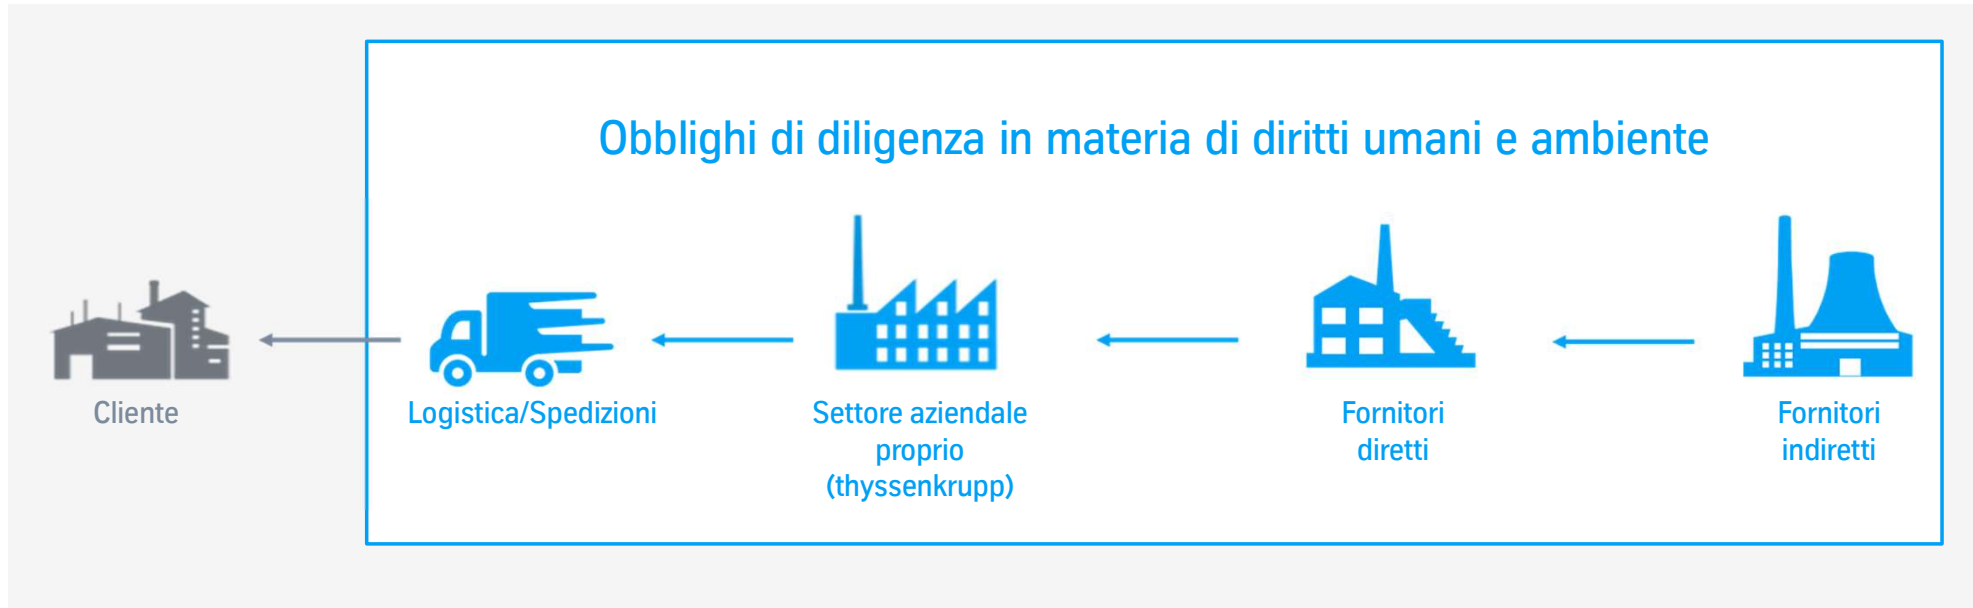 Obblighi di diligenza in materia di diritti umani e ambiente
Cliente
Logistica/Spedizioni
Settore aziendale
proprio
(thyssenkrupp)
Fornitori
diretti
Fornitori
indiretti